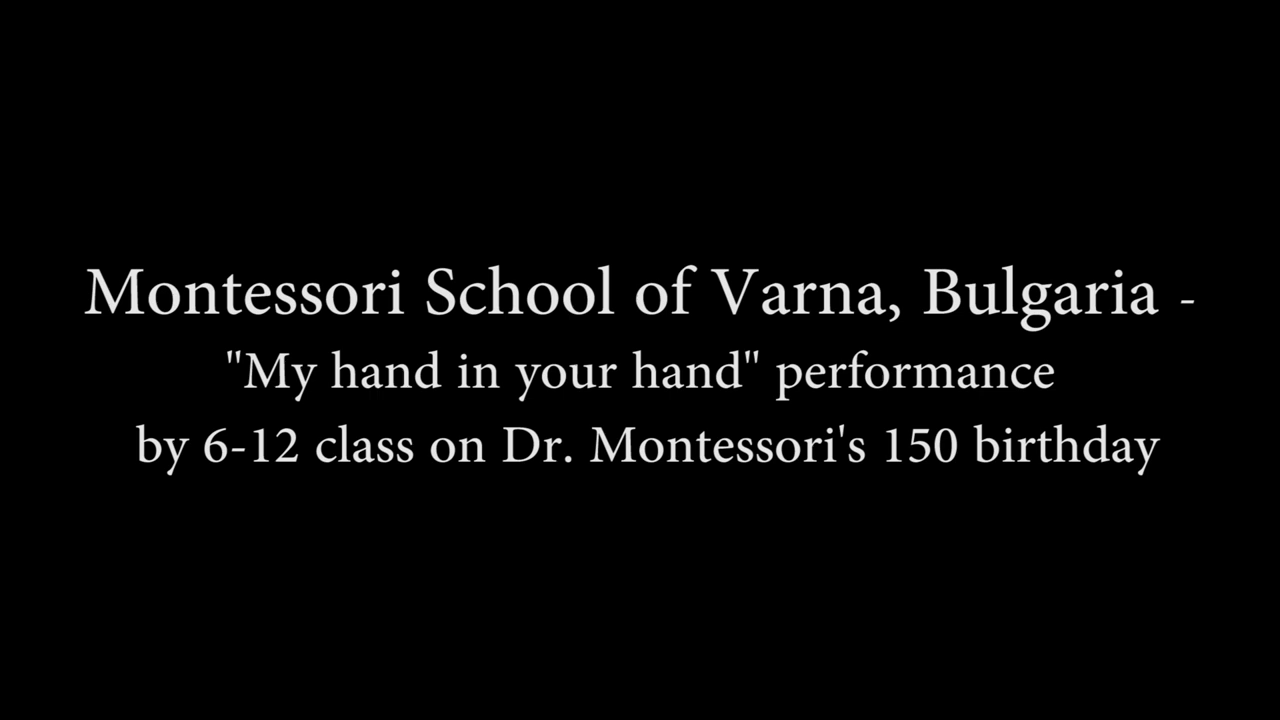 Montessori School of Varna, Bulgaria -
"My hand in your hand" performance
by 6-12 class on Dr. Montessori's 150 birthday